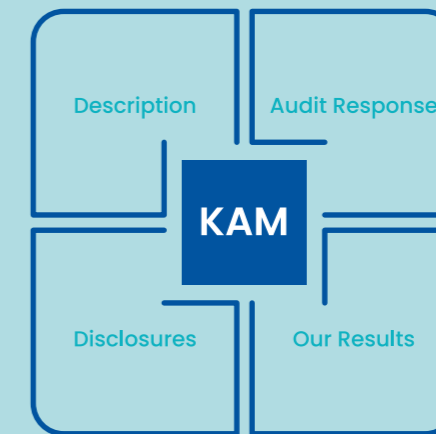 Description
Audit Response
KAM
Disclosures
Our Results